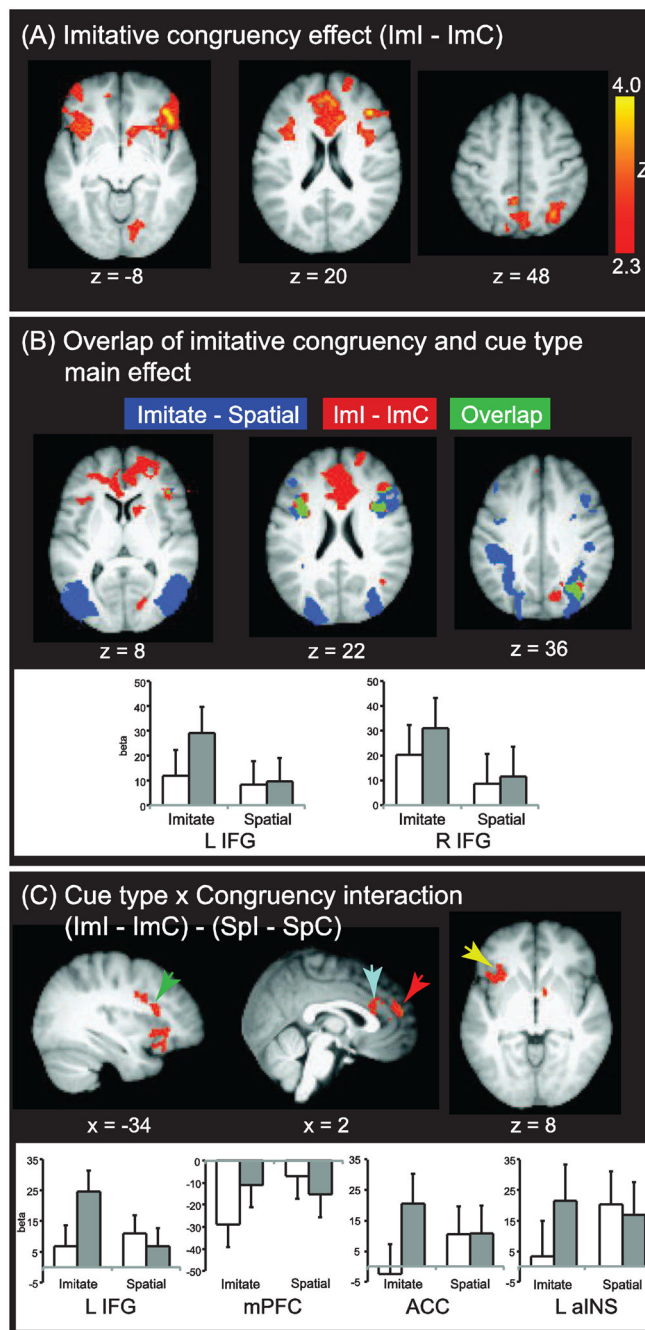 (A) Imitative congruency effect (ImI - ImC)
4.0
Z
2.3
z = -8
z = 20
z = 48
(B) Overlap of imitative congruency and cue type
main effect
Imitate - Spatial
ImI - ImC
Overlap
z = 8
z = 22
z = 36
50
40
30
20
10
0
beta
Imitate
Spatial
L IFG
50
40
30
20
10
0
Imitate
Spatial
R IFG
(C) Cue type x Congruency interaction
(ImI - ImC) - (SpI - SpC)
x = -34
x = 2
z = 8
35
25
15
5
-5
beta
Imitate
Spatial
L IFG
0
-10
-20
-30
-40
-50
Imitate
Spatial
mPFC
35
25
15
5
-5
Imitate
Spatial
ACC
35
25
15
5
-5
Imitate
Spatial
L aINS